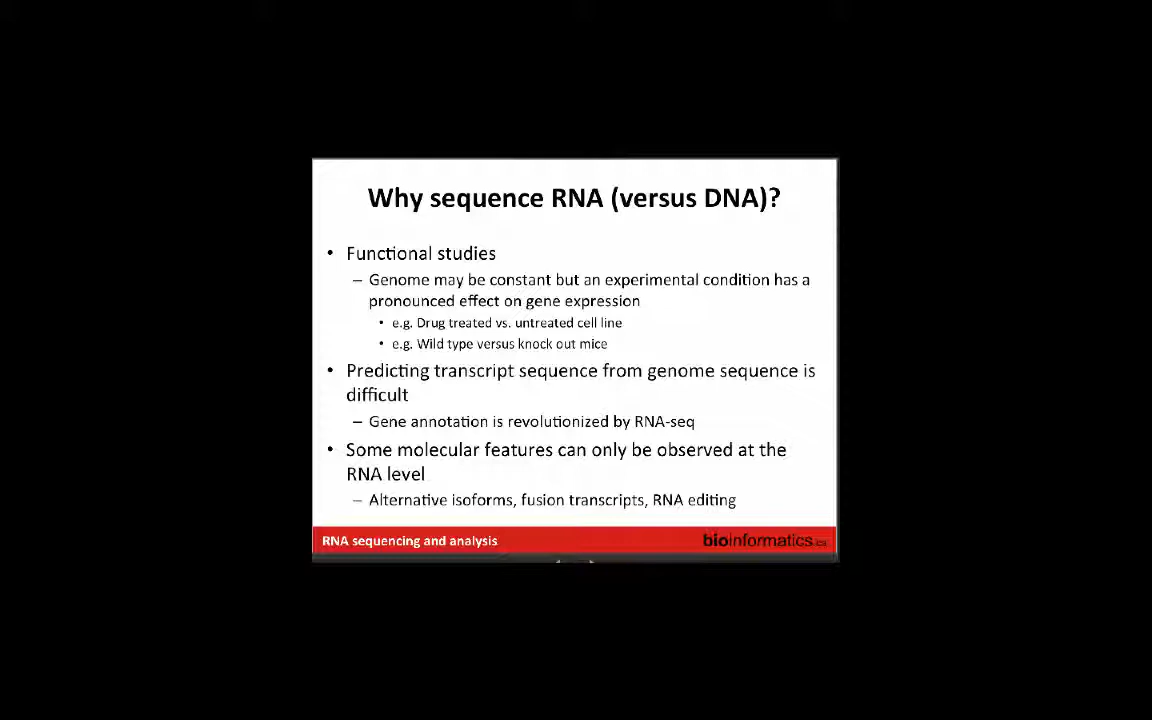 Why sequence RNA (versus DNA)?
• Functional studies
– Genome may be constant but an experimental condition has a
pronounced effect on gene expression
• e.g. Drug treated vs. untreated cell line
• e.g. Wild type versus knock out mice
• Predicting transcript sequence from genome sequence is
difficult
– Gene annotation is revolutionized by RNA-seq
• Some molecular features can only be observed at the
RNA level
– Alternative isoforms, fusion transcripts, RNA editing
RNA sequencing and analysis
bioinformatics.ca